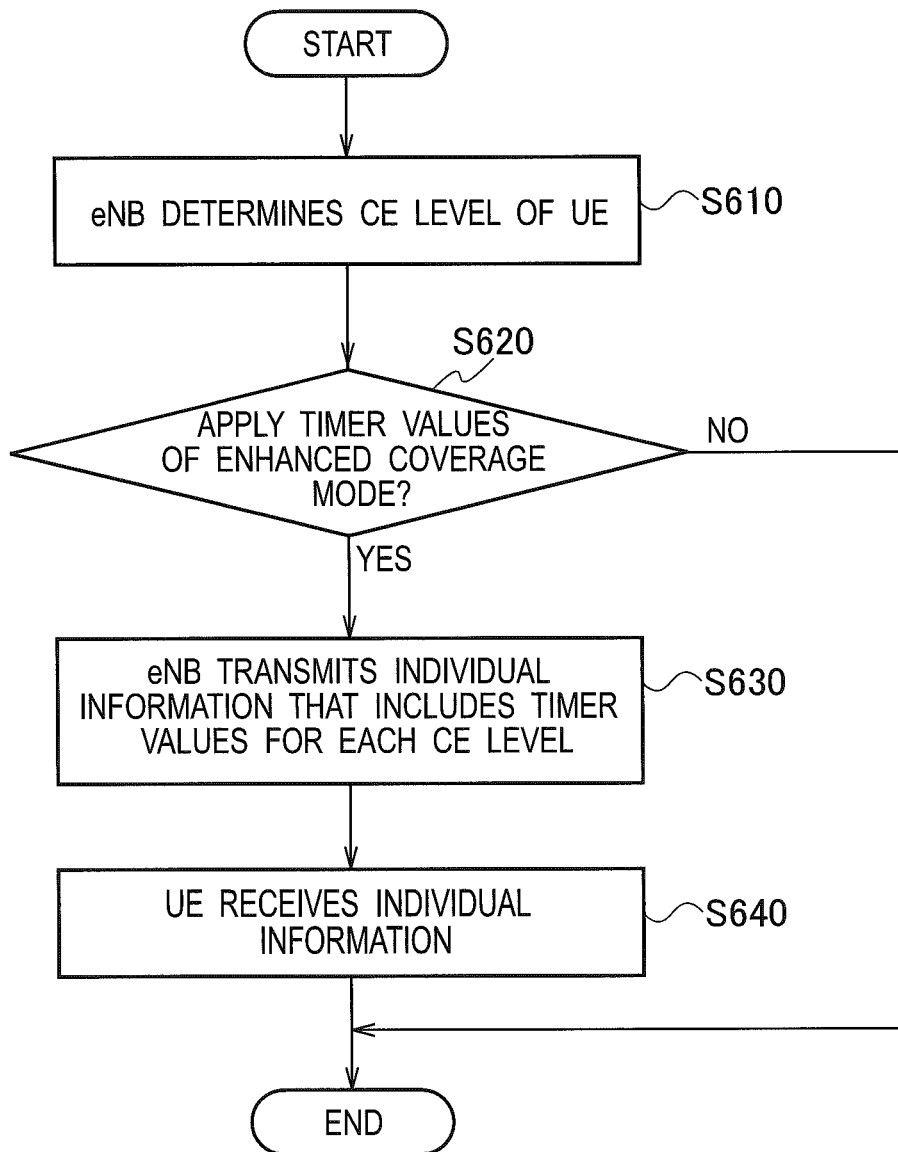 START
eNB DETERMINES CE LEVEL OF UE
S610
S620
APPLY TIMER VALUES
OF ENHANCED COVERAGE
MODE?
NO
YES
eNB TRANSMITS INDIVIDUAL
INFORMATION THAT INCLUDES TIMER
VALUES FOR EACH CE LEVEL
S630
UE RECEIVES INDIVIDUAL
INFORMATION
S640
END